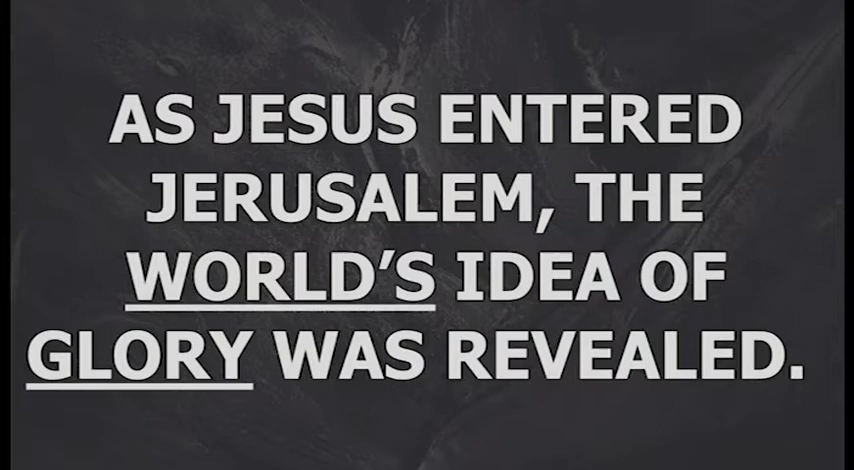 AS JESUS ENTERED
JERUSALEM, THE
WORLD’S IDEA OF
GLORY WAS REVEALED.